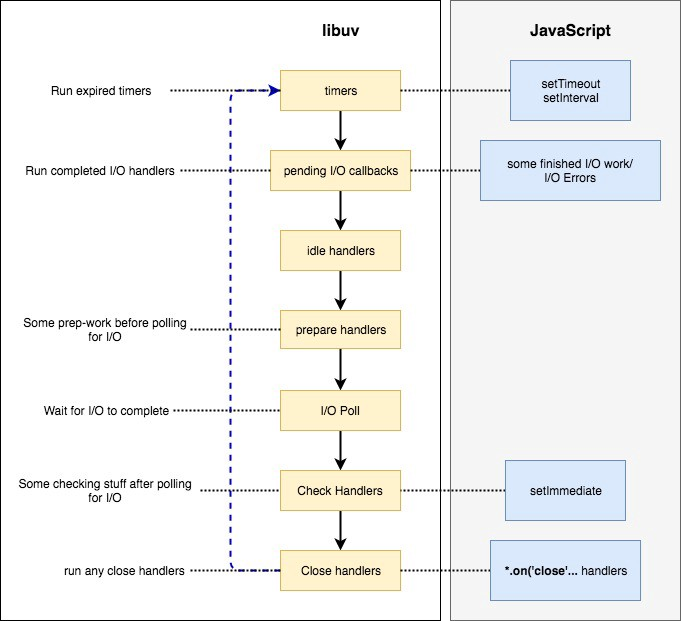 libuv
JavaScript
Run expired timers
timers
setTimeout
setInterval
Run completed I/O handlers
pending I/O callbacks
some finished I/O work/
I/O Errors
idle handlers
Some prep-work before polling
for I/O
prepare handlers
Wait for I/O to complete
I/O Poll
Some checking stuff after polling
for I/O
Check Handlers
setImmediate
run any close handlers
Close handlers
*.on('close'... handlers